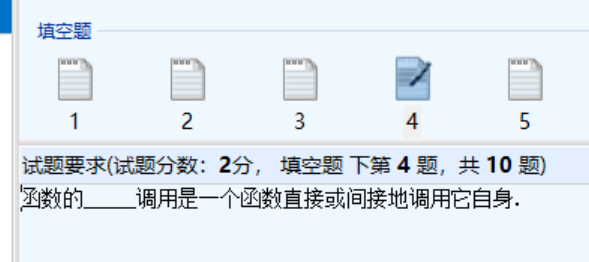 填空题
1 2 3 4 5
试题要求(试题分数：2分， 填空题 下第 4 题，共 10 题)
函数的_____调用是一个函数直接或间接地调用它自身.